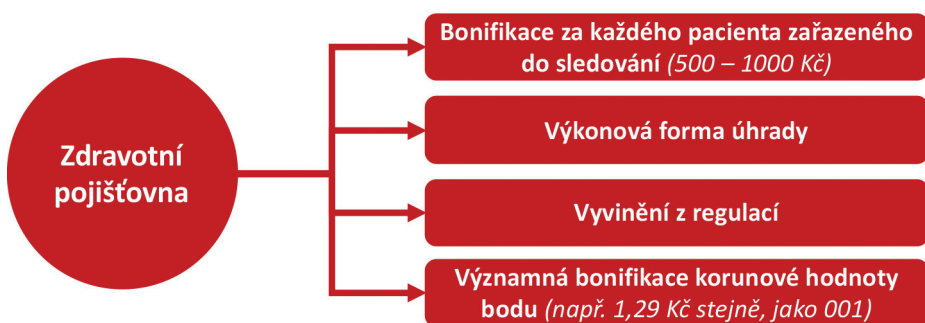 Zdravotní
pojišťovna
Bonifikace za každého pacienta zařazeného
do sledování (500 – 1000 Kč)
Výkonová forma úhrady
Vyvinění z regulací
Významná bonifikace korunové hodnoty
bodu (např. 1,29 Kč stejně, jako 001)